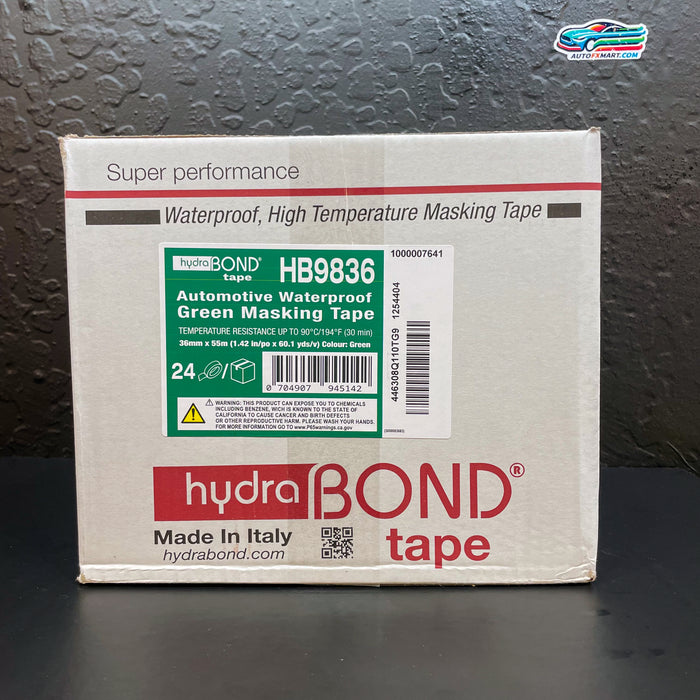 AUTOFXMART.COM
Super performance
Waterproof, High Temperature Masking Tape
hydraBOND® tape
HB9836
Automotive Waterproof
Green Masking Tape
TEMPERATURE RESISTANCE UP TO 90°C/194°F (30 min)
36mm x 55m (1.42 in/po x 60.1 yds/v) Colour: Green
24 /
0 704907 945142
WARNING: THIS PRODUCT CAN EXPOSE YOU TO CHEMICALS
INCLUDING BENZENE, WICH IS KNOWN TO THE STATE OF
CALIFORNIA TO CAUSE CANCER AND BIRTH DEFECTS
OR OTHER REPRODUCTIVE HARM. PLEASE WASH YOUR HANDS.
FOR MORE INFORMATION GO TO www.P65warnings.ca.gov
1000007641
446308Q110TG9 1254404
hydraBOND®
tape
Made In Italy
hydrabond.com